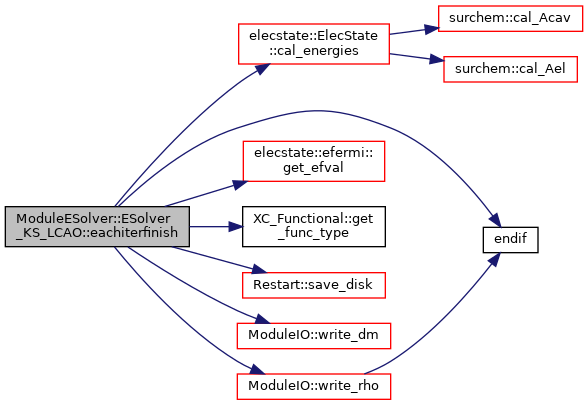 ModuleESolver::ESolver
_KS_LCAO::eachiterfinish
elecstate::ElecState
::cal_energies
surchem::cal_Acav
surchem::cal_Ael
elecstate::efermi::
get_efval
XC_Functional::get
_func_type
endif
Restart::save_disk
ModuleIO::write_dm
ModuleIO::write_rho